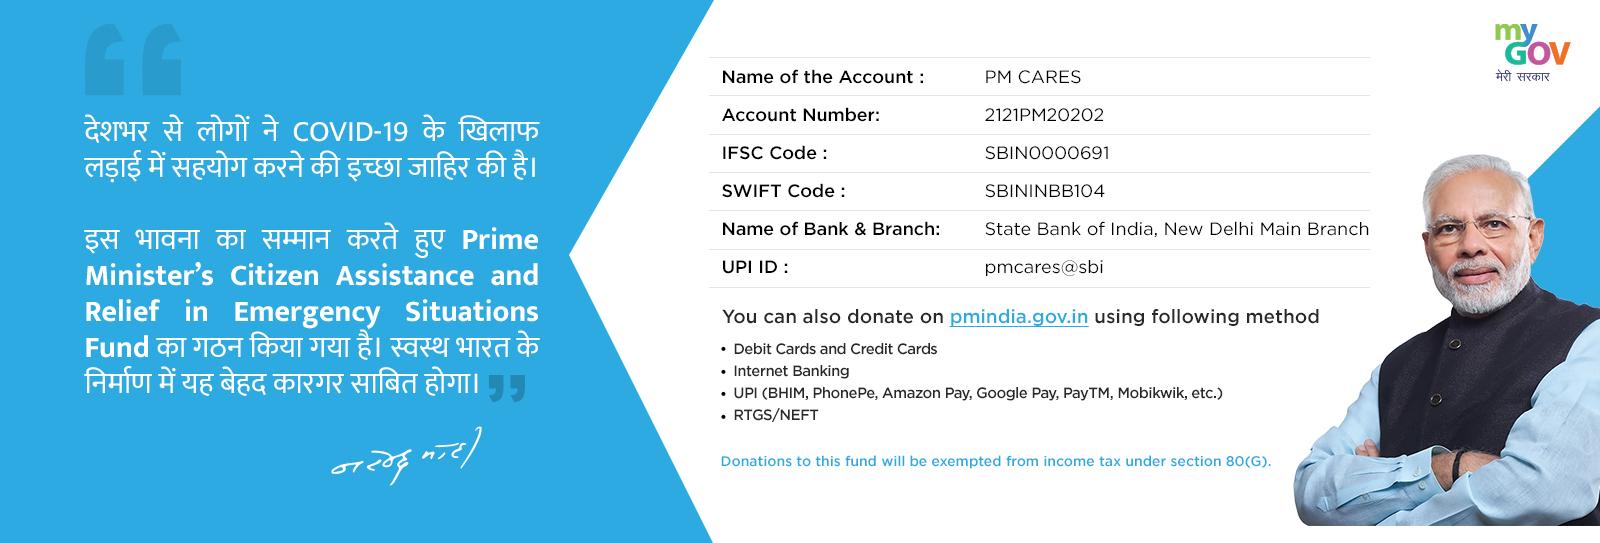 देशभर से लोगों ने COVID-19 के खिलाफ
लड़ाई में सहयोग करने की इच्छा जाहिर की है।
इस भावना का सम्मान करते हुए Prime
Minister’s Citizen Assistance and
Relief in Emergency Situations
Fund का गठन किया गया है। स्वस्थ भारत के
निर्माण में यह बेहद कारगर साबित होगा।
नरेन्द्र मोदी
my
GOV
मेरी सरकार
Name of the Account : PM CARES
Account Number: 2121PM20202
IFSC Code : SBIN0000691
SWIFT Code : SBININBB104
Name of Bank & Branch: State Bank of India, New Delhi Main Branch
UPI ID : pmcares@sbi
You can also donate on pmindia.gov.in using following method
• Debit Cards and Credit Cards
• Internet Banking
• UPI (BHIM, PhonePe, Amazon Pay, Google Pay, PayTM, Mobikwik, etc.)
• RTGS/NEFT
Donations to this fund will be exempted from income tax under section 80(G).